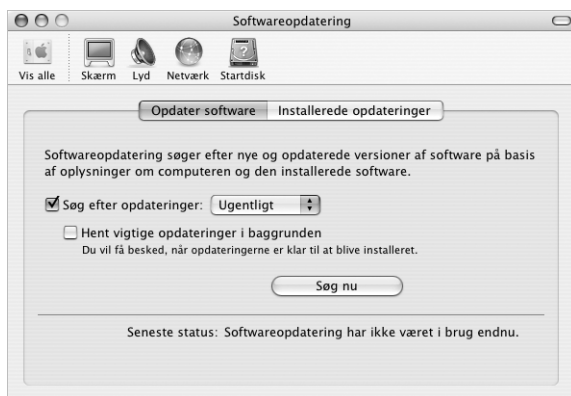 Softwareopdatering
Vis alle Skærm Lyd Netværk Startdisk
Opdater software Installerede opdateringer
Softwareopdatering søger efter nye og opdaterede versioner af software på basis
af oplysninger om computeren og den installerede software.
Søg efter opdateringer: Ugentligt
Hent vigtige opdateringer i baggrunden
Du vil få besked, når opdateringerne er klar til at blive installeret.
Søg nu
Seneste status: Softwareopdatering har ikke været i brug endnu.